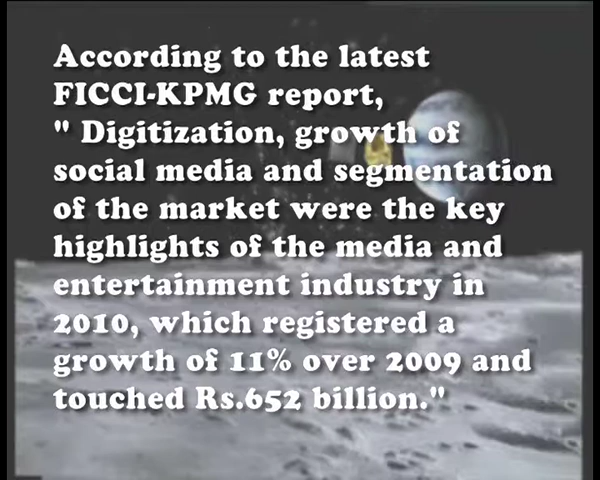 According to the latest
FICCI-KPMG report,
" Digitization, growth of
social media and segmentation
of the market were the key
highlights of the media and
entertainment industry in
2010, which registered a
growth of 11% over 2009 and
touched Rs.652 billion."